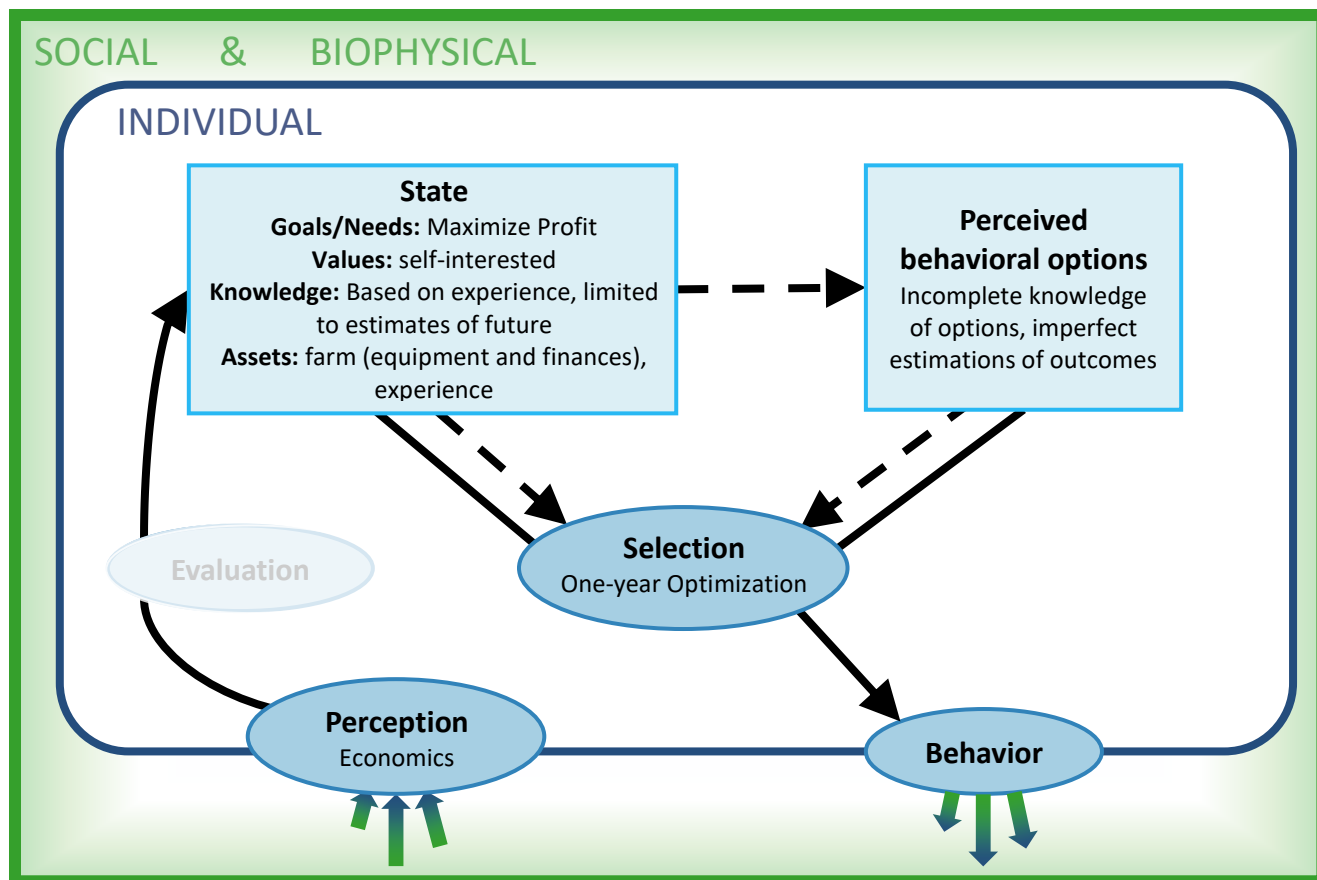 SOCIAL & BIOPHYSICAL
INDIVIDUAL
State
Goals/Needs: Maximize Profit
Values: self-interested
Knowledge: Based on experience, limited
to estimates of future
Assets: farm (equipment and finances),
experience
Perceived
behavioral options
Incomplete knowledge
of options, imperfect
estimations of outcomes
Evaluation
Selection
One-year Optimization
Perception
Economics
Behavior